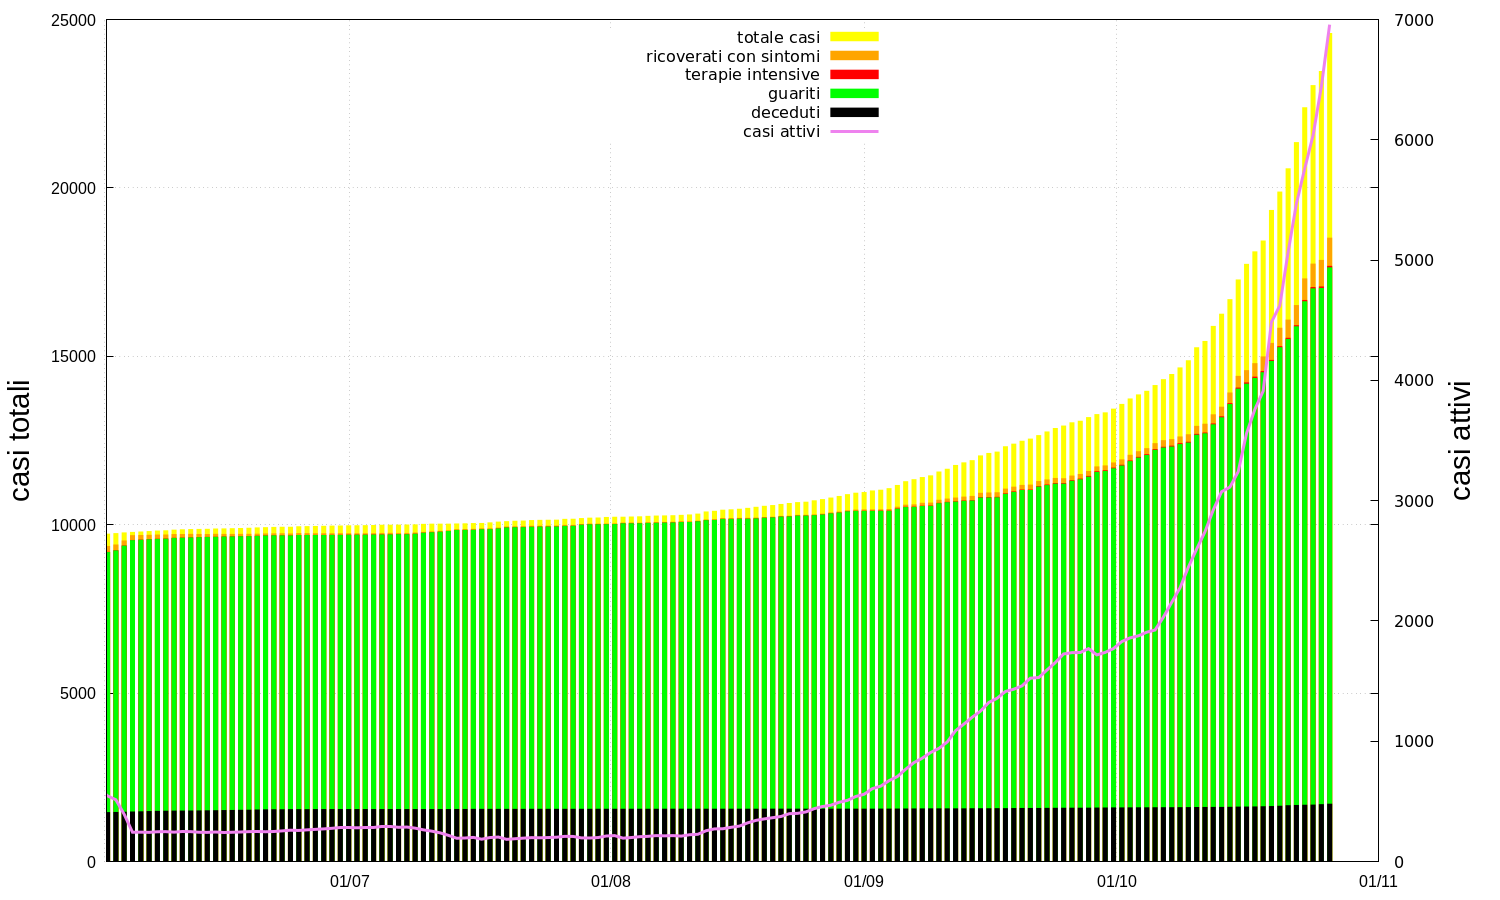 25000
20000
15000
10000
5000
0
casi totali
totale casi
ricoverati con sintomi
terapie intensive
guariti
deceduti
casi attivi
7000
6000
5000
4000
3000
2000
1000
0
casi attivi
01/07
01/08
01/09
01/10
01/11